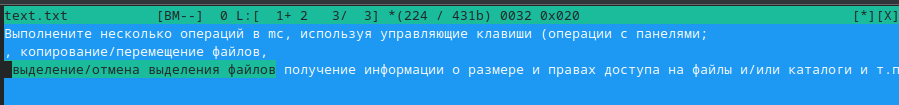 text.txt [BM--] 0 L:[ 1+ 2 3/ 3] *(224 / 431b) 0032 0x020 [*][X]
Выполнените несколько операций в mc, используя управляющие клавиши (операции с панелями;
, копирование/перемещение файлов,
выделение/отмена выделения файлов получение информации о размере и правах доступа на файлы и/или каталоги и т.п